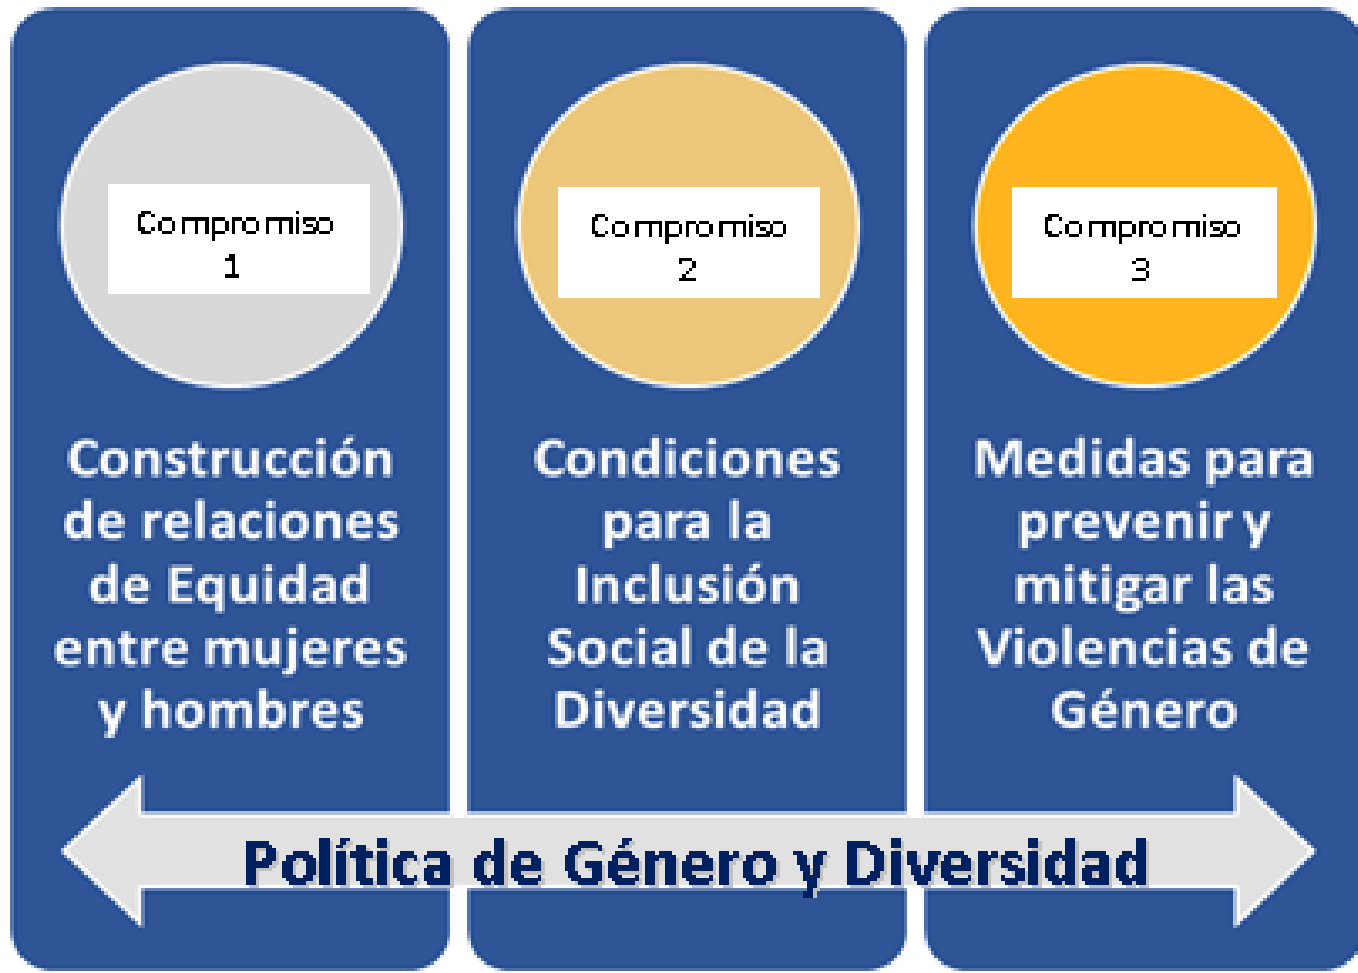 Compromiso
1
Construcción
de relaciones
de Equidad
entre mujeres
y hombres
Compromiso
2
Condiciones
para la
Inclusión
Social de la
Diversidad
Compromiso
3
Medidas para
prevenir y
mitigar las
Violencias de
Género
Política de Género y Diversidad